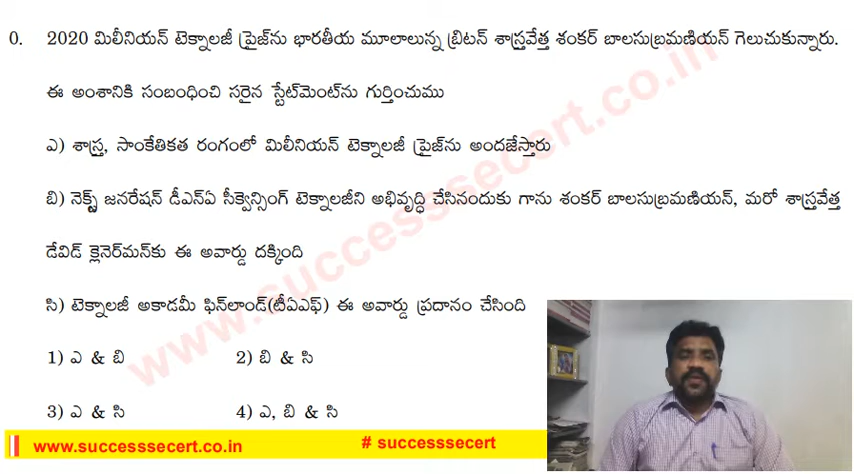 0. 2020 మిలీనియన్ టెక్నాలజీ ప్రైజ్‌ను భారతీయ మూలాలున్న బ్రిటన్ శాస్త్రవేత్త శంకర్ బాలసుబ్రమణియన్ గెలుచుకున్నారు.
ఈ అంశానికి సంబంధించి సరైన స్టేట్‌మెంట్‌ను గుర్తించుము
ఎ) శాస్త్ర, సాంకేతికత రంగంలో మిలీనియన్ టెక్నాలజీ ప్రైజ్‌ను అందజేస్తారు
బి) నెక్స్ట్ జనరేషన్ డీఎన్ఏ సీక్వెన్సింగ్ టెక్నాలజీని అభివృద్ధి చేసినందుకు గాను శంకర్ బాలసుబ్రమణియన్, మరో శాస్త్రవేత్త
డేవిడ్ క్లెనెర్‌మన్‌కు ఈ అవార్డు దక్కింది
సి) టెక్నాలజీ అకాడమీ ఫిన్‌లాండ్(టీఏఎఫ్) ఈ అవార్డు ప్రదానం చేసింది
1) ఎ & బి 2) బి & సి
3) ఎ & సి 4) ఎ, బి & సి
www.successsecert.co.in
www.successsecert.co.in # successsecert